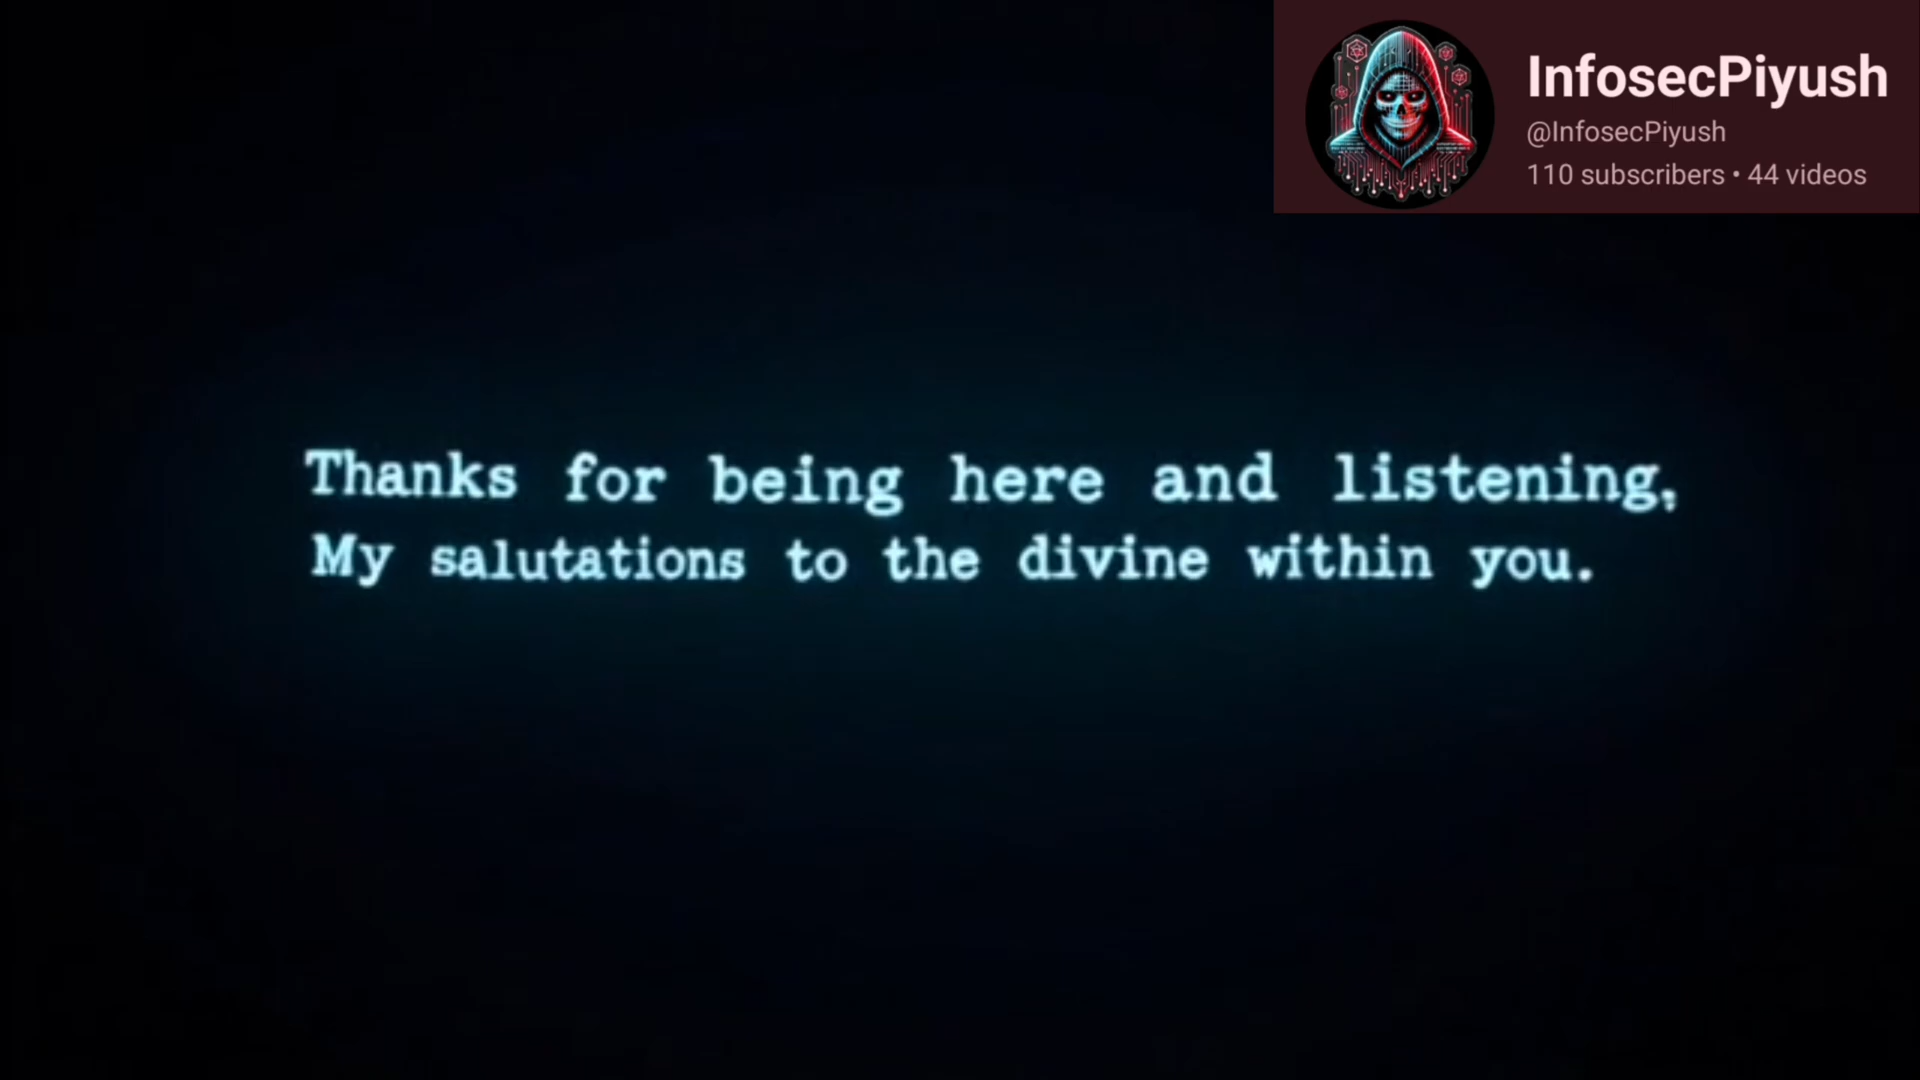 InfosecPiyush
@InfosecPiyush
110 subscribers • 44 videos
Thanks for being here and listening,
My salutations to the divine within you.